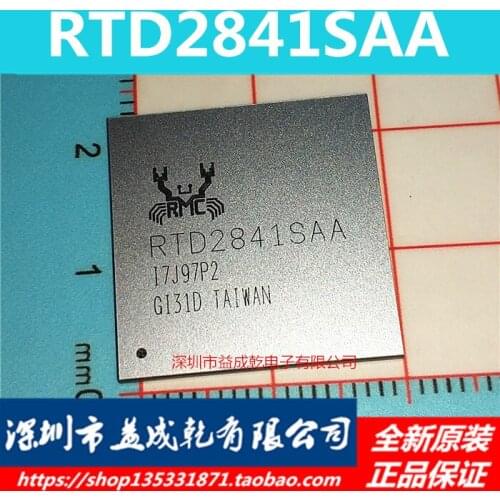 RTD2841SAA
2
1
mm0
RMC
RTD2841SAA
I7J97P2
GI31D TAIWAN
深圳市益成乾电子有限公司
深圳市益成乾有限公司
全新原装
https://shop135331871.taobao.com/
正品保证